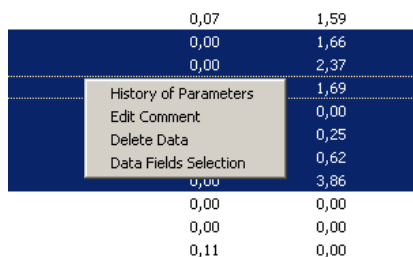 0,07 1,59
0,00 1,66
0,00 2,37
History of Parameters 1,69
Edit Comment 0,00
Delete Data 0,25
Data Fields Selection 0,62
0,00 3,86
0,00 0,00
0,00 0,00
0,11 0,00